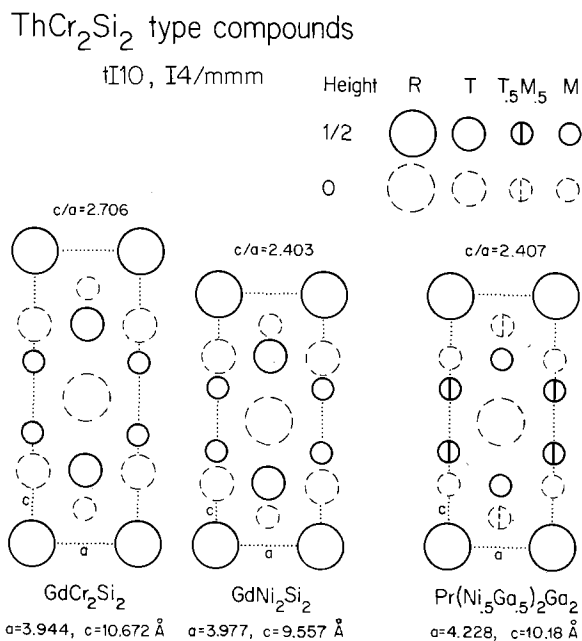 ThCr₂Si₂ type compounds
tI10, I4/mmm
Height R T T.₅M.₅ M
1/2
0
c/a=2.706
c/a=2.403
c/a=2.407
c
c
c
a
a
a
GdCr₂Si₂
GdNi₂Si₂
Pr(Ni.₅Ga.₅)₂Ga₂
a=3.944, c=10.672 Å
a=3.977, c=9.557 Å
a=4.228, c=10.18 Å